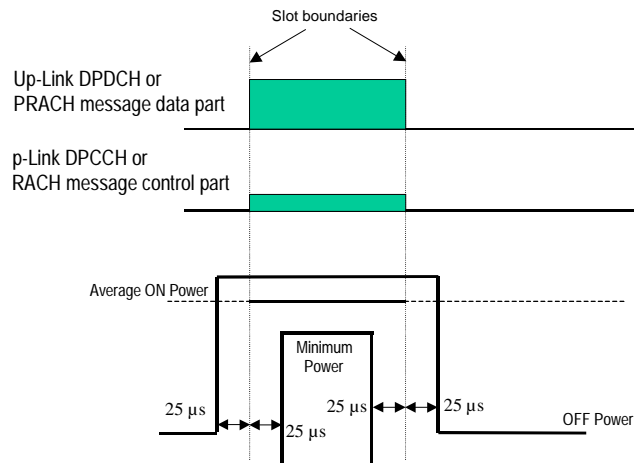 Slot boundaries
Up-Link DPDCH or
PRACH message data part
p-Link DPCCH or
RACH message control part
Average ON Power
Minimum
Power
25 µs
25 µs
25 µs
25 µs
OFF Power